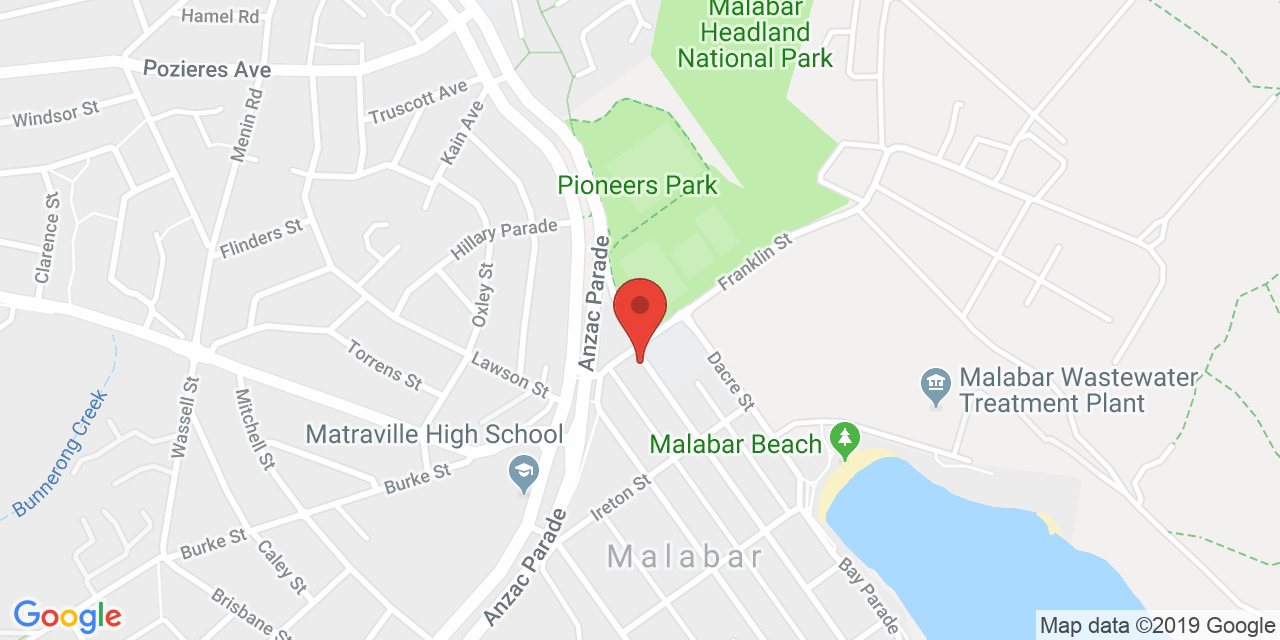 Hamel Rd
Malabar
Headland
National Park
Pozieres Ave
Windsor St
Menin Rd
Truscott Ave
Kain Ave
Pioneers Park
Clarence St
Flinders St
Hillary Parade
Franklin St
Oxley St
Anzac Parade
Torrens St
Lawson St
Dacre St
Malabar Wastewater
Treatment Plant
Wassell St
Mitchell St
Bunnerong Creek
Matraville High School
Malabar Beach
Burke St
Ireton St
Burke St
Caley St
Anzac Parade
Malabar
Bay Parade
Brisbane St
Google
Map data ©2019 Google